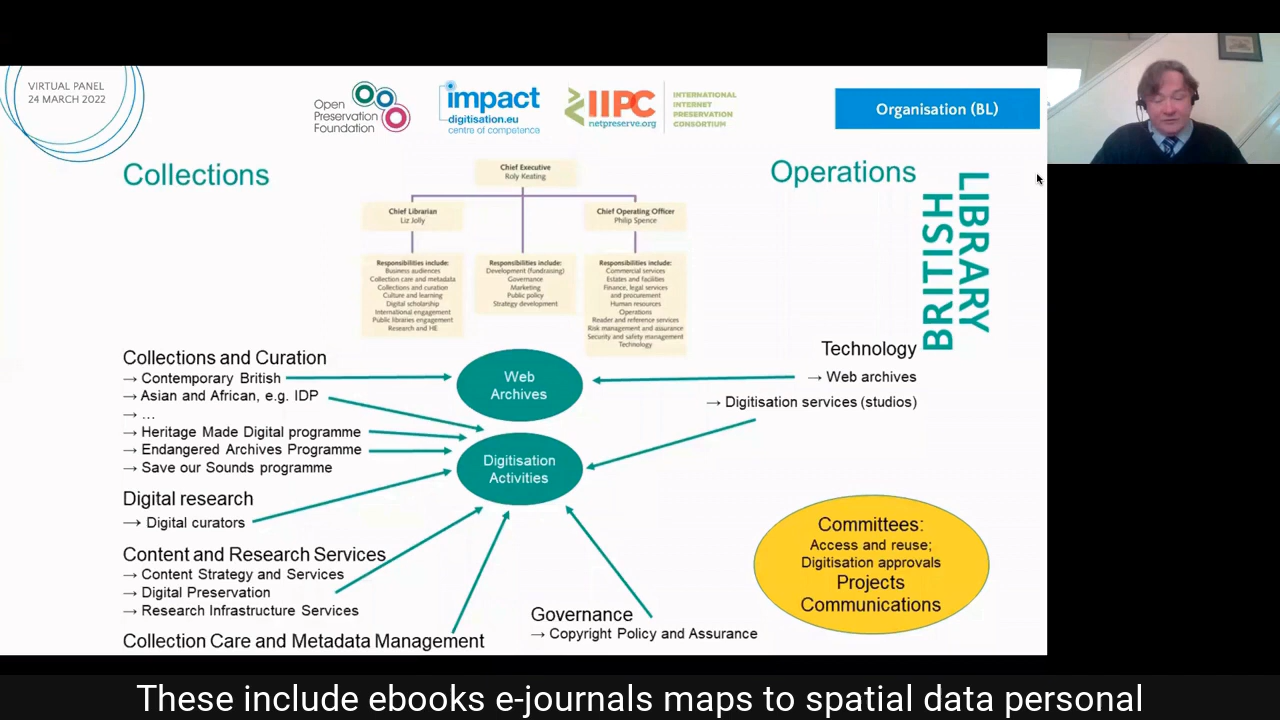 VIRTUAL PANEL
24 MARCH 2022
Open
Preservation
Foundation
impact
digitisation.eu
centre of competence
IIPC
netpreserve.org
INTERNATIONAL
INTERNET
PRESERVATION
CONSORTIUM
Organisation (BL)
Collections
Operations
BRITISH
LIBRARY
Chief Executive
Roly Keating
Chief Librarian
Liz Jolly
Chief Operating Officer
Philip Spence
Responsibilities include:
Business audiences
Collection care and metadata
Collections and curation
Culture and learning
Digital scholarship
International engagement
Public libraries engagement
Research and HE
Responsibilities include:
Development (fundraising)
Governance
Marketing
Public policy
Strategy development
Responsibilities include:
Commercial services
Estates and facilities
Finance, legal services
and procurement
Human resources
Operations
Reader and reference services
Risk management and assurance
Security and safety management
Technology
Collections and Curation
→ Contemporary British
→ Asian and African, e.g. IDP
→ ...
→ Heritage Made Digital programme
→ Endangered Archives Programme
→ Save our Sounds programme
Digital research
→ Digital curators
Content and Research Services
→ Content Strategy and Services
→ Digital Preservation
→ Research Infrastructure Services
Collection Care and Metadata Management
Web
Archives
Digitisation
Activities
Technology
→ Web archives
→ Digitisation services (studios)
Governance
→ Copyright Policy and Assurance
Committees:
Access and reuse;
Digitisation approvals
Projects
Communications
These include ebooks e-journals maps to spatial data personal